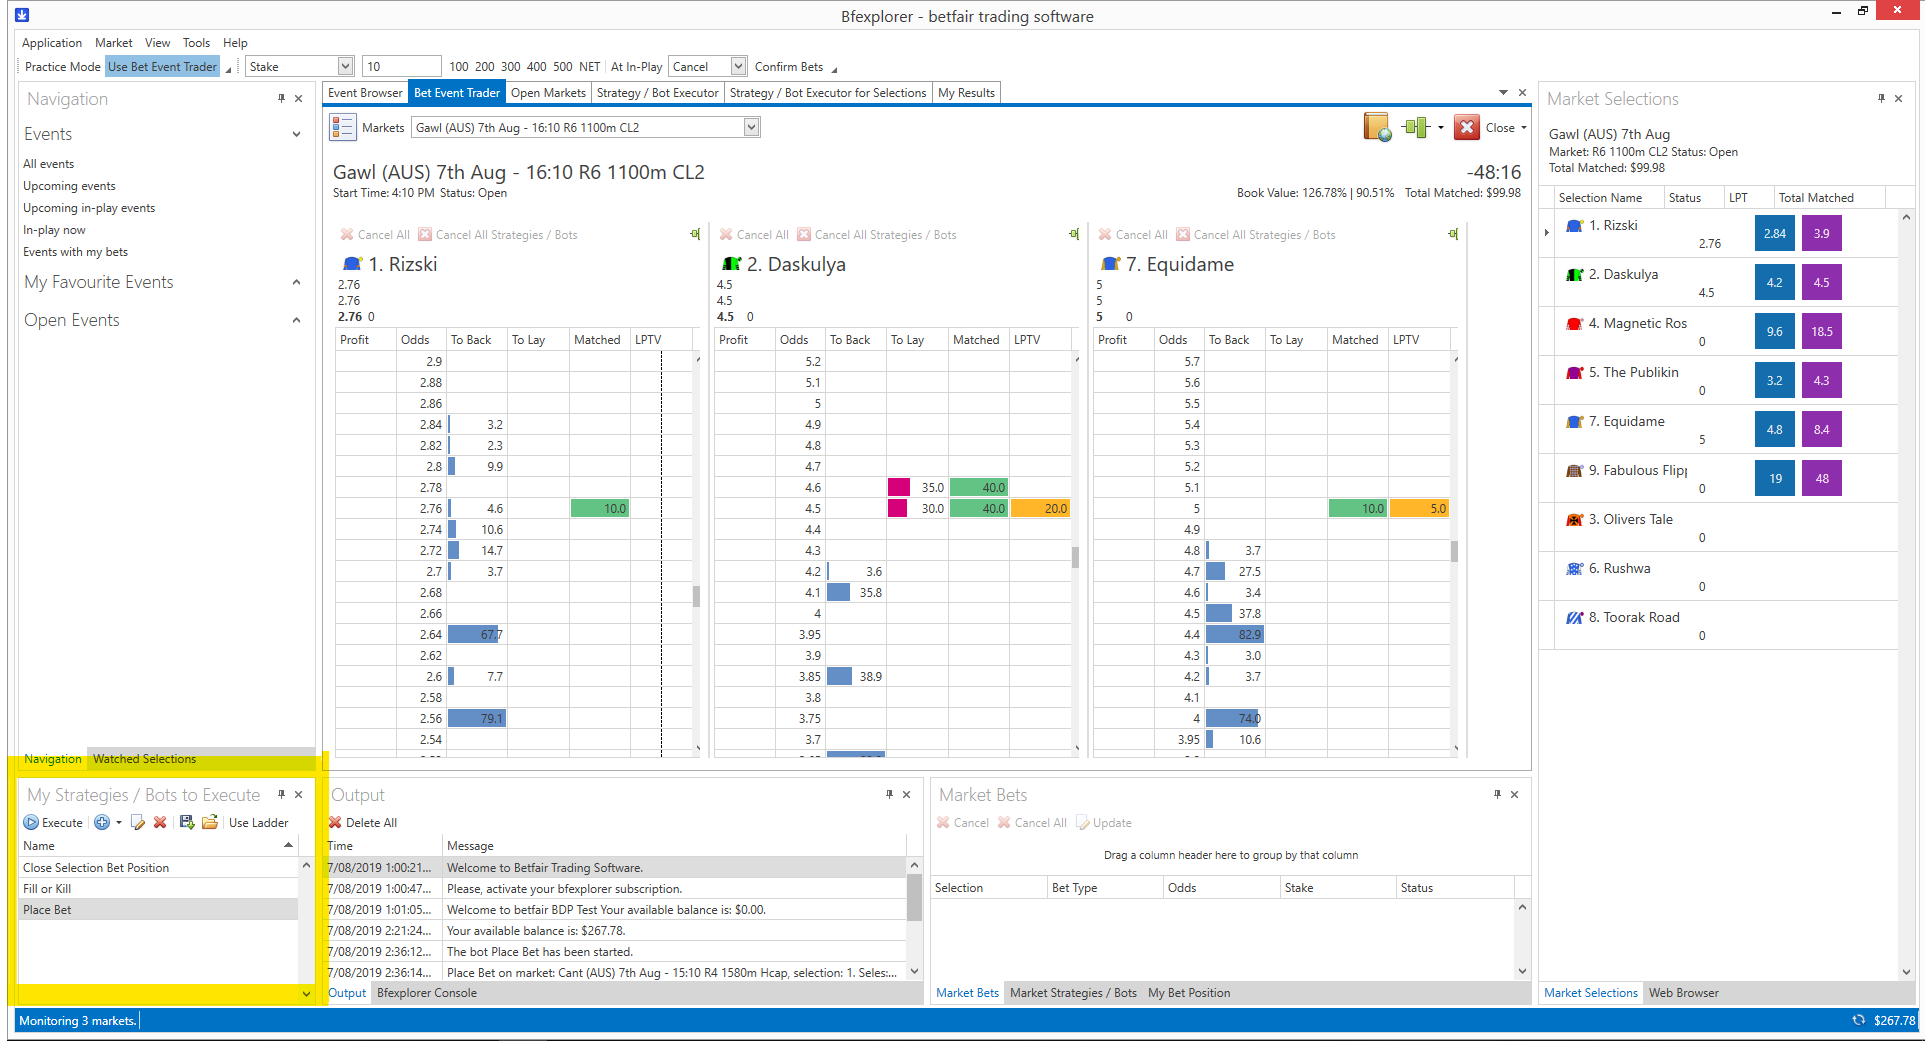 Bfexplorer - betfair trading software
Application Market View Tools Help
Practice Mode Use Bet Event Trader Stake 10 100 200 300 400 500 NET At In-Play Cancel Confirm Bets
Navigation
Events
All events
Upcoming events
Upcoming in-play events
In-play now
Events with my bets
My Favourite Events
Open Events
Navigation Watched Selections
Event Browser Bet Event Trader Open Markets Strategy / Bot Executor Strategy / Bot Executor for Selections My Results
Markets Gawl (AUS) 7th Aug - 16:10 R6 1100m CL2 Close
Gawl (AUS) 7th Aug - 16:10 R6 1100m CL2 -48:16
Start Time: 4:10 PM Status: Open Book Value: 126.78% | 90.51% Total Matched: $99.98
Cancel All Cancel All Strategies / Bots
1. Rizski
2.76
2.76
2.76 0
Profit Odds To Back To Lay Matched LPTV
2.9
2.88
2.86
2.84 3.2
2.82 2.3
2.8 9.9
2.78
2.76 4.6 10.0
2.74 10.6
2.72 14.7
2.7 3.7
2.68
2.66
2.64 67.7
2.62
2.6 7.7
2.58
2.56 79.1
2.54
Cancel All Cancel All Strategies / Bots
2. Daskulya
4.5
4.5
4.5 0
Profit Odds To Back To Lay Matched LPTV
5.2
5.1
5
4.9
4.8
4.7
4.6 35.0 40.0
4.5 30.0 40.0 20.0
4.4
4.3
4.2 3.6
4.1 35.8
4
3.95
3.9
3.85 38.9
3.8
3.75
3.7
Cancel All Cancel All Strategies / Bots
7. Equidame
5
5
5 0
Profit Odds To Back To Lay Matched LPTV
5.7
5.6
5.5
5.4
5.3
5.2
5.1
5 10.0 5.0
4.9
4.8 3.7
4.7 27.5
4.6 3.4
4.5 37.8
4.4 82.9
4.3 3.0
4.2 3.7
4.1
4 74.0
3.95 10.6
Market Selections
Gawl (AUS) 7th Aug
Market: R6 1100m CL2 Status: Open
Total Matched: $99.98
Selection Name Status LPT Total Matched
1. Rizski 2.76 2.84 3.9
2. Daskulya 4.5 4.2 4.5
4. Magnetic Ros 0 9.6 18.5
5. The Publikin 0 3.2 4.3
7. Equidame 5 4.8 8.4
9. Fabulous Flipp 0 19 48
3. Olivers Tale 0
6. Rushwa 0
8. Toorak Road 0
Market Selections Web Browser
My Strategies / Bots to Execute
Execute Use Ladder
Name
Close Selection Bet Position
Fill or Kill
Place Bet
Output
Delete All
Time Message
7/08/2019 1:00:21... Welcome to Betfair Trading Software.
7/08/2019 1:00:47... Please, activate your bfexplorer subscription.
7/08/2019 1:01:05... Welcome to betfair BDP Test Your available balance is: $0.00.
7/08/2019 2:21:24... Your available balance is: $267.78.
7/08/2019 2:36:12... The bot Place Bet has been started.
7/08/2019 2:36:14... Place Bet on market: Cant (AUS) 7th Aug - 15:10 R4 1580m Hcap, selection: 1. Seles:...
Output Bfexplorer Console
Market Bets
Cancel Cancel All Update
Drag a column header here to group by that column
Selection Bet Type Odds Stake Status
Market Bets Market Strategies / Bots My Bet Position
Monitoring 3 markets. $267.78